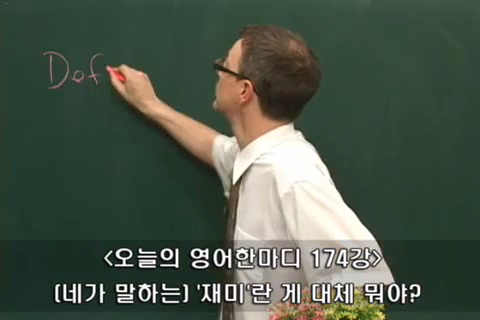 Def
<오늘의 영어한마디 174강>
(네가 말하는) '재미'란 게 대체 뭐야?